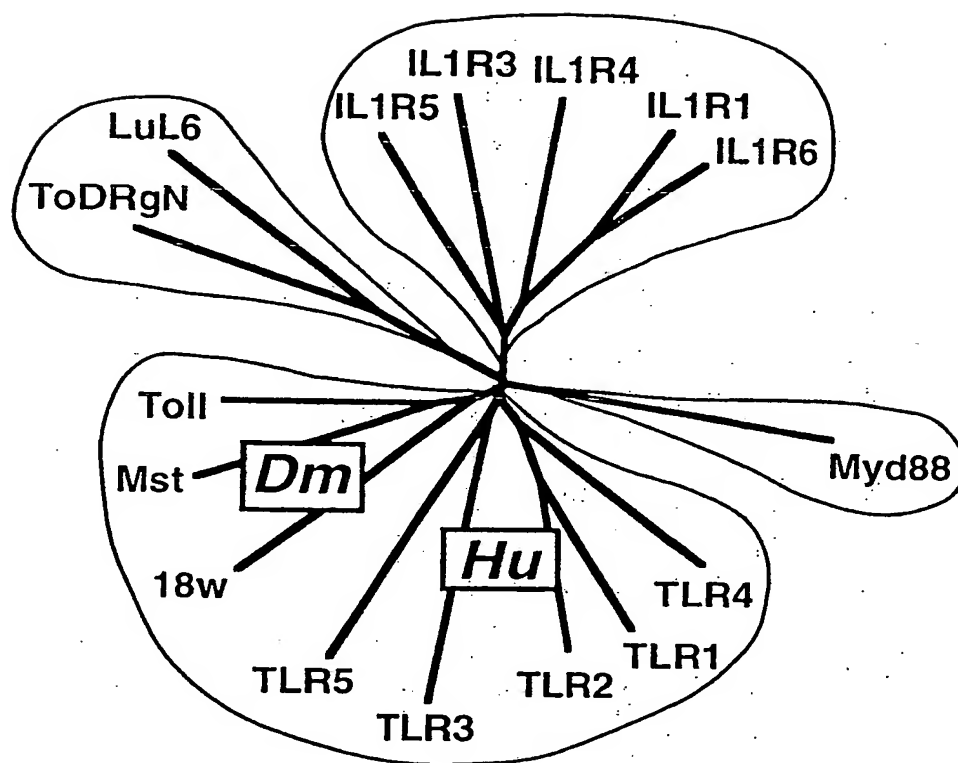 IL1R3 IL1R4
IL1R5
IL1R1
IL1R6
LuL6
ToDRgN
Toll
Mst
Dm
18w
Hu
Myd88
TLR4
TLR1
TLR2
TLR5
TLR3